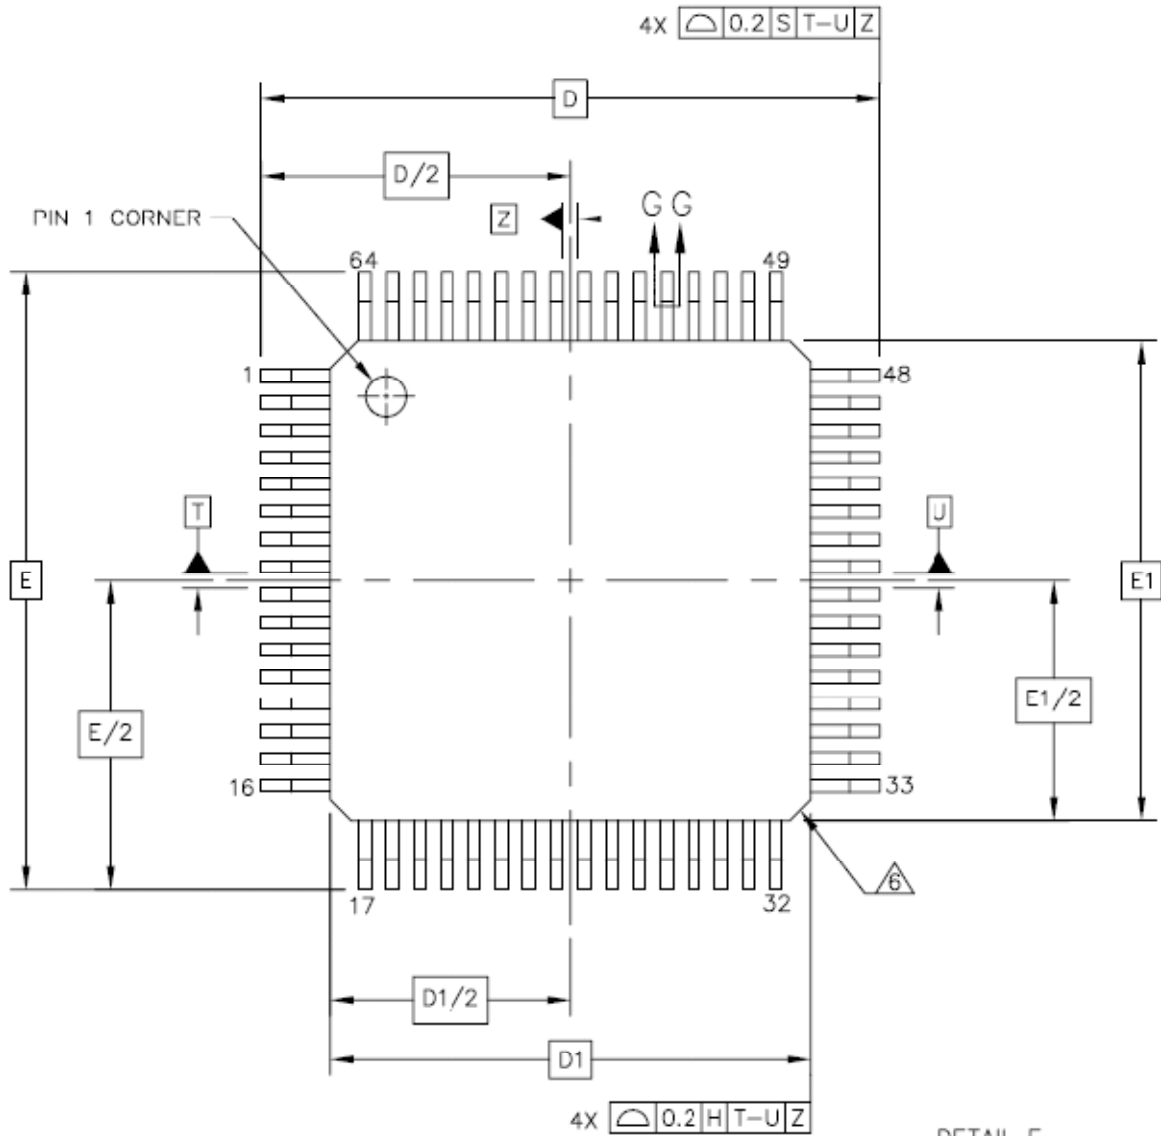 4X 0.2 S T-U Z
D
D/2
PIN 1 CORNER
Z
G G
64
49
1
48
T
U
E
E1
E/2
E1/2
16
33
6
17
32
D1/2
D1
4X 0.2 H T-U Z